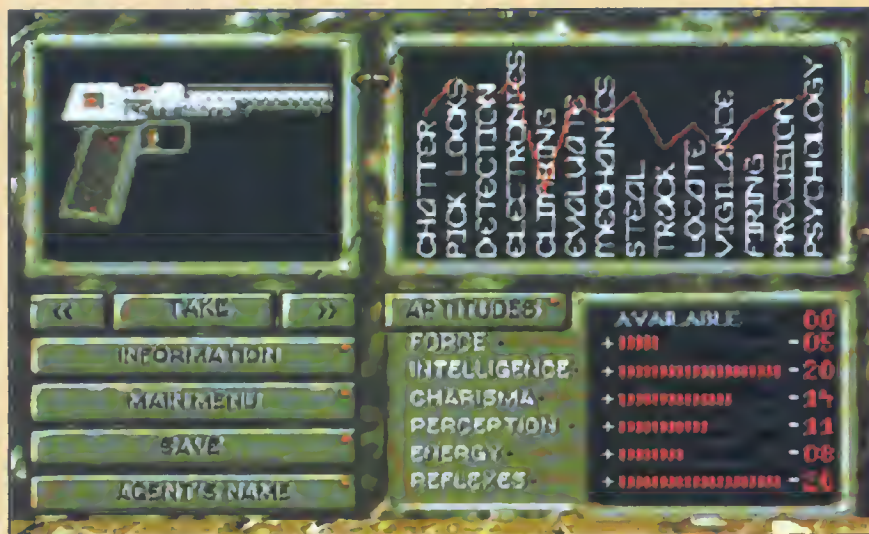 CHATTER
PICK LOCKS
DETECTION
ELECTRONICS
CLIMBING
EVALUATE
MECHANICS
STEAL
TRACK
LOCATE
VIGILANCE
FIRING
PRECISION
PSYCHOLOGY
<< TAKE >>
INFORMATION
MAIN MENU
SAVE
AGENT'S NAME
APTITUDES
AVAILABLE 00
FORCE + - 05
INTELLIGENCE + - 20
CHARISMA + - 14
PERCEPTION + - 11
ENERGY + - 08
REFLEXES + -